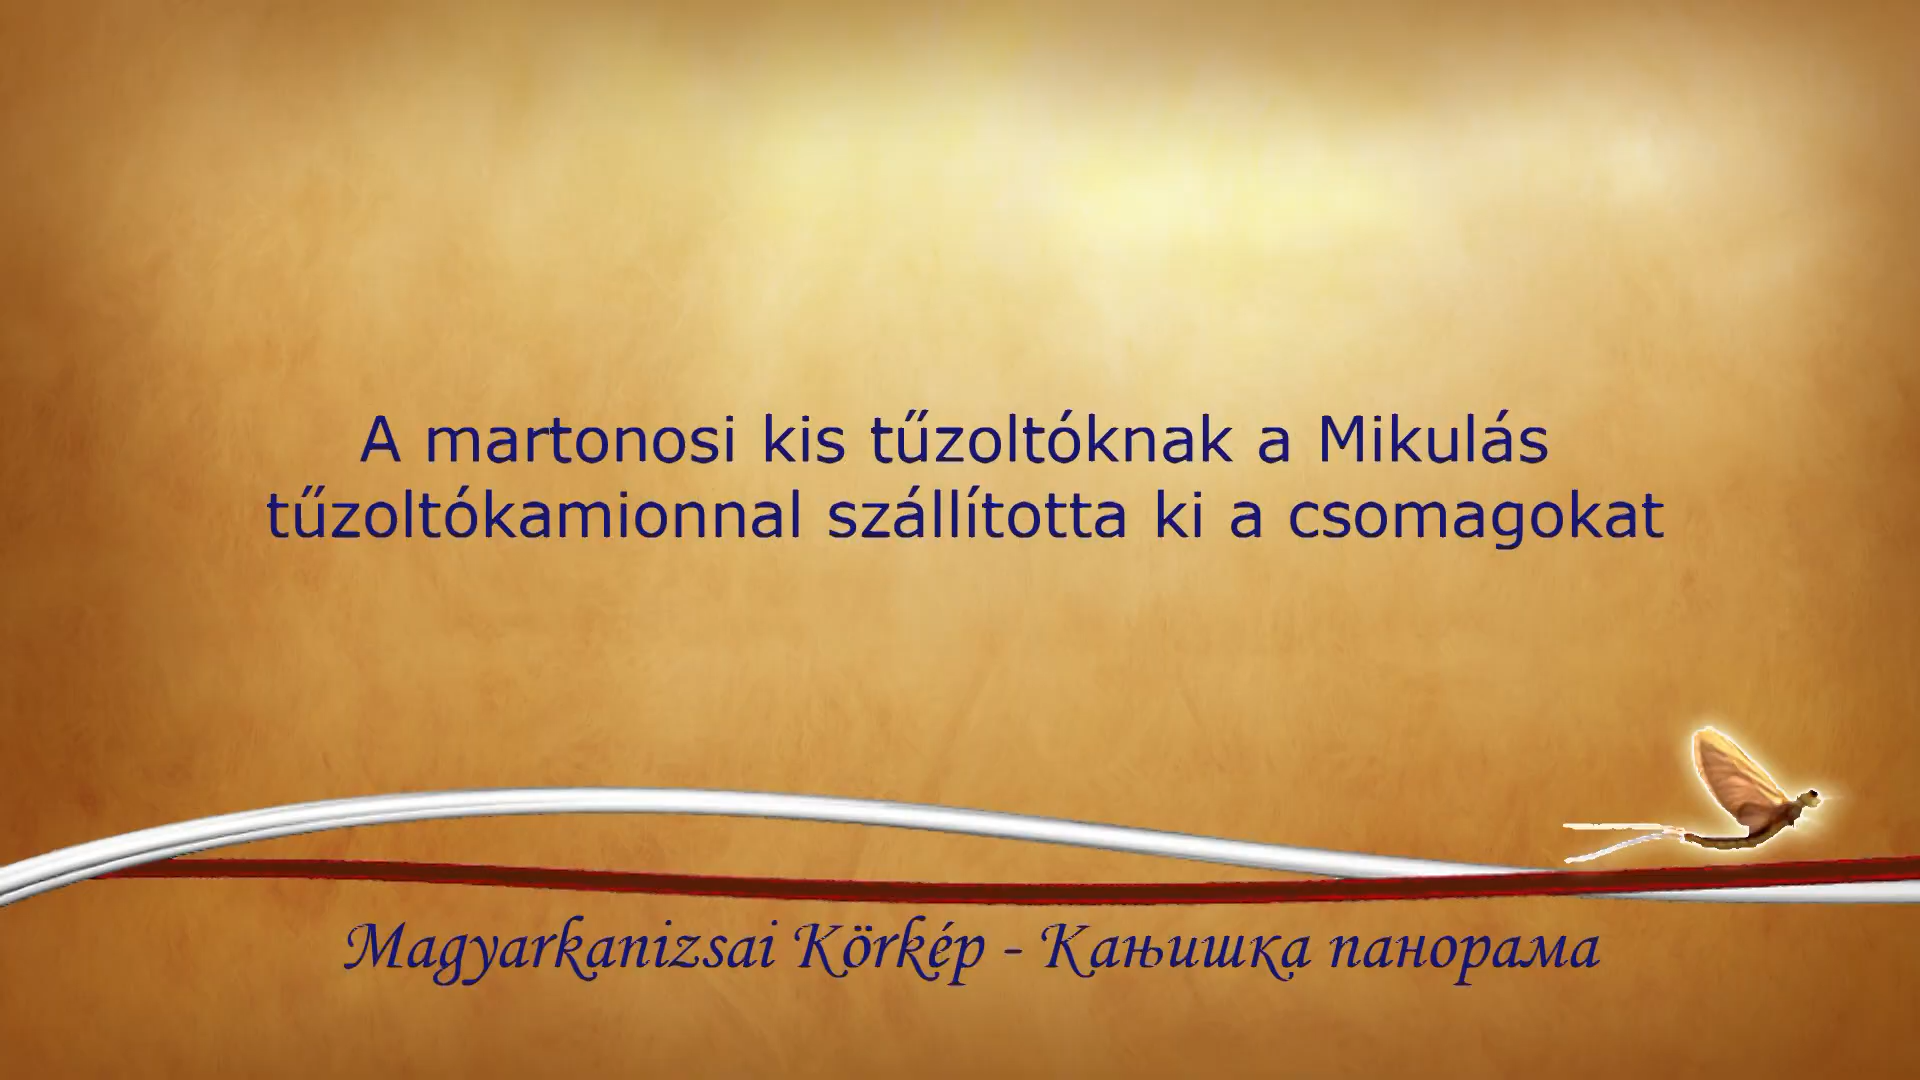 A martonosi kis tűzoltóknak a Mikulás
tűzoltókamionnal szállította ki a csomagokat
Magyarkanizsai Körkép - Кањишка панорама